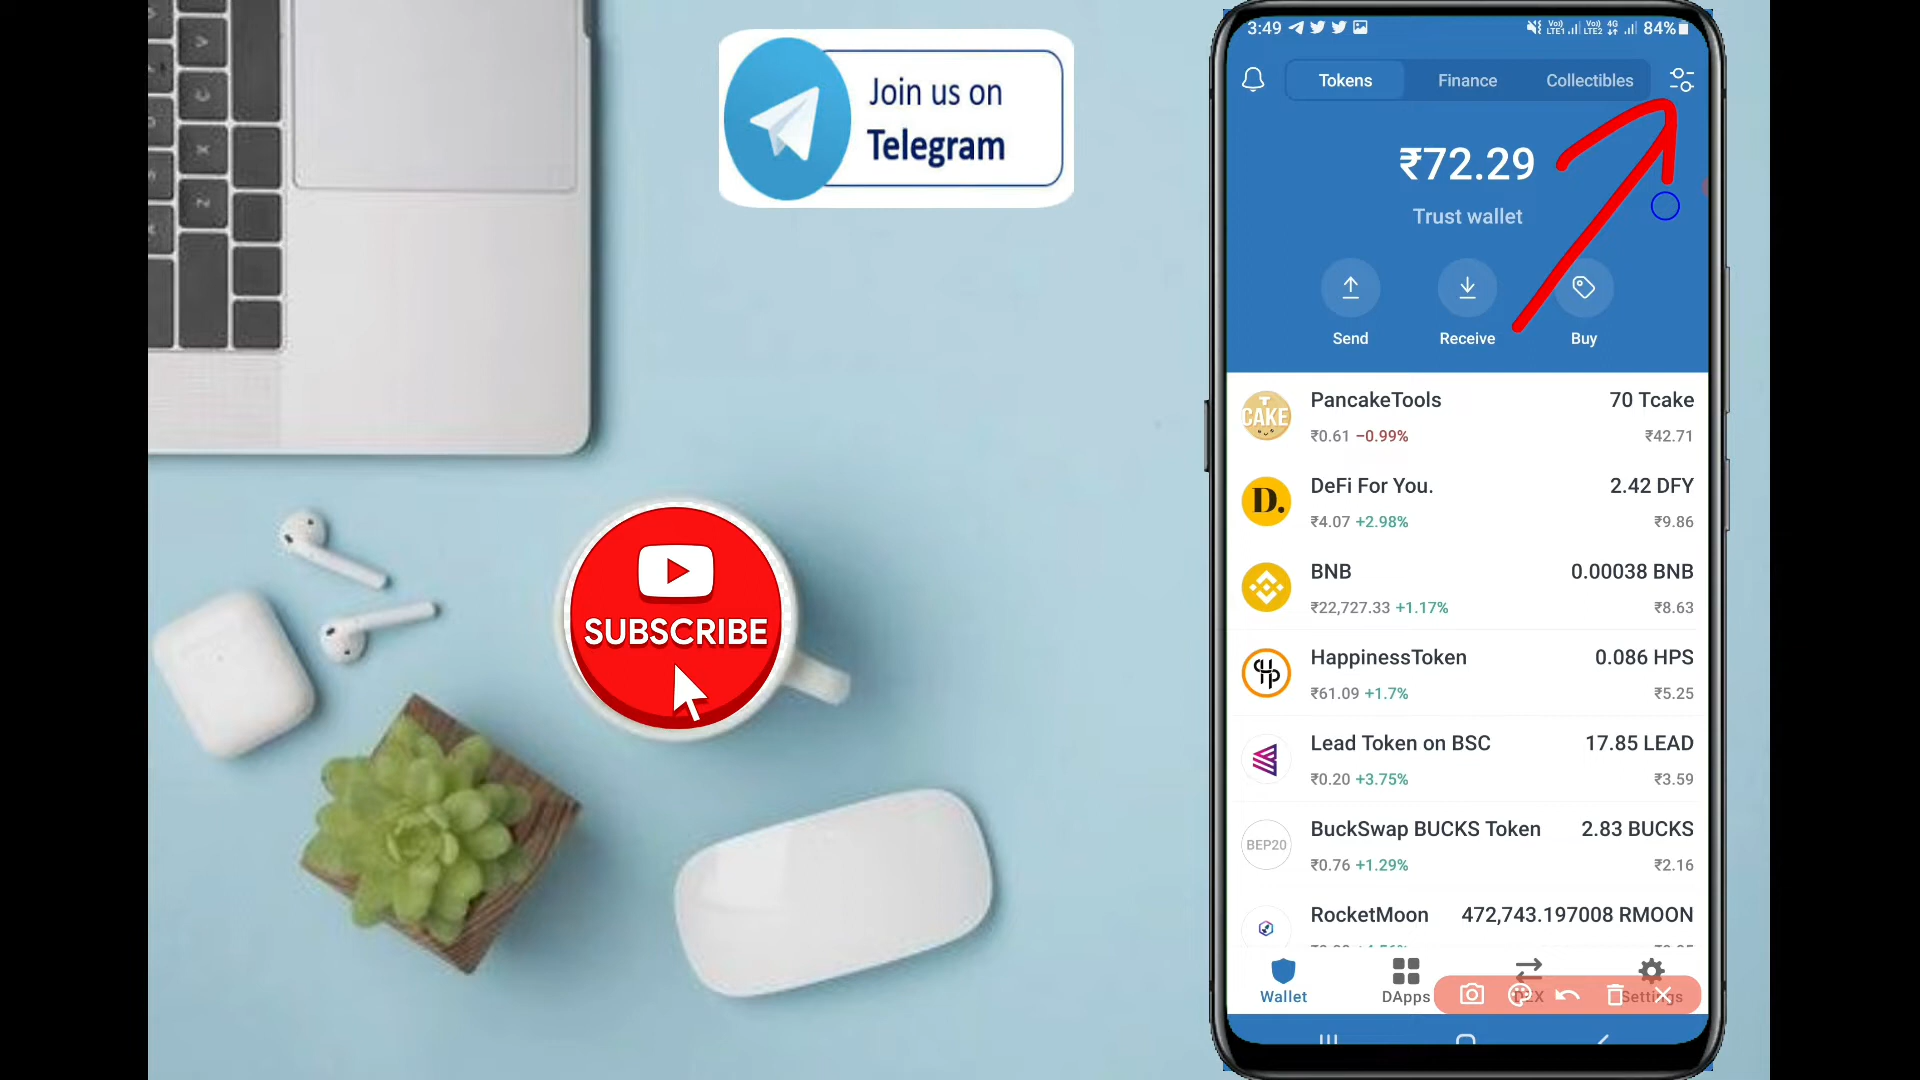 Join us on
Telegram
SUBSCRIBE
3:49
84%
Tokens Finance Collectibles
₹72.29
Trust wallet
Send Receive Buy
CAKE
PancakeTools 70 Tcake
₹0.61 -0.99% ₹42.71
D.
DeFi For You. 2.42 DFY
₹4.07 +2.98% ₹9.86
BNB 0.00038 BNB
₹22,727.33 +1.17% ₹8.63
HappinessToken 0.086 HPS
₹61.09 +1.7% ₹5.25
Lead Token on BSC 17.85 LEAD
₹0.20 +3.75% ₹3.59
BEP20
BuckSwap BUCKS Token 2.83 BUCKS
₹0.76 +1.29% ₹2.16
RocketMoon 472,743.197008 RMOON
Wallet DApps DEX Settings